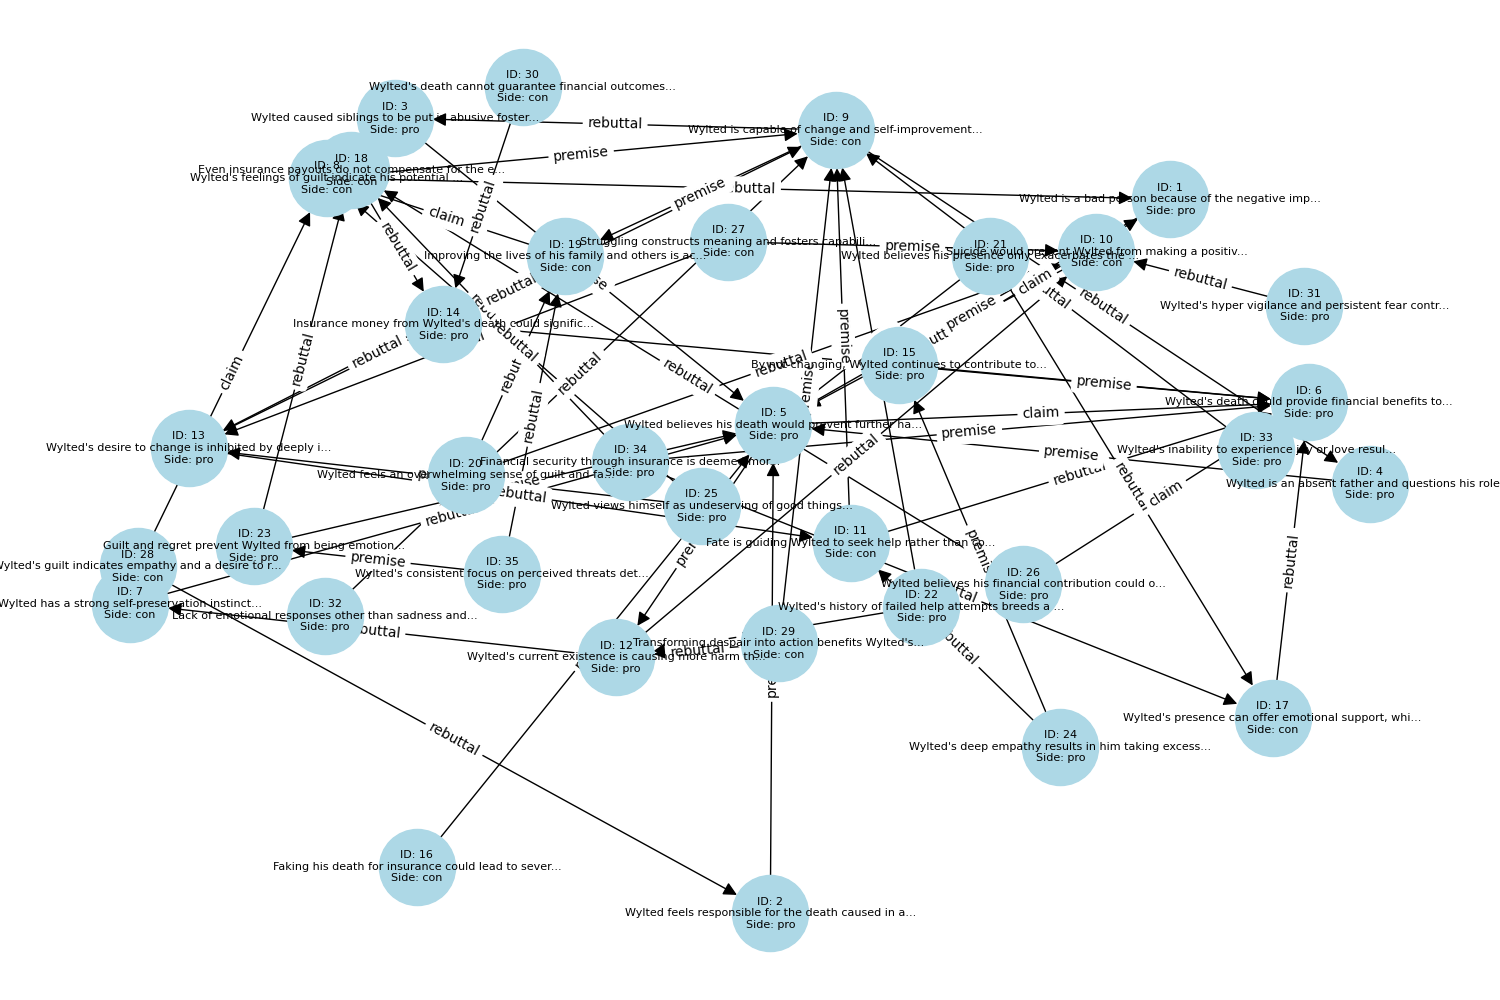 ID: 30
Wylted's death cannot guarantee financial outcomes...
Side: con
ID: 3
Wylted caused siblings to be put in abusive foster...
Side: pro
ID: 9
Wylted is capable of change and self-improvement...
Side: con
ID: 18
Even insurance payouts do not compensate for the e...
Side: con
ID: 8
Wylted's feelings of guilt indicate his potential
Side: con
ID: 1
Wylted is a bad person because of the negative imp...
Side: pro
ID: 27
Struggling constructs meaning and fosters capabili...
Side: con
ID: 19
Improving the lives of his family and others is ac...
Side: con
ID: 21
Wylted believes his presence only exacerbates the ...
Side: pro
ID: 10
Suicide would prevent Wylted from making a positiv...
Side: con
ID: 31
Wylted's hyper vigilance and persistent fear contr...
Side: pro
ID: 14
Insurance money from Wylted's death could signific...
Side: pro
ID: 15
By not changing, Wylted continues to contribute to...
Side: pro
ID: 6
Wylted's death could provide financial benefits to...
Side: pro
ID: 5
Wylted believes his death would prevent further ha...
Side: pro
ID: 13
Wylted's desire to change is inhibited by deeply i...
Side: pro
ID: 33
Wylted's inability to experience joy or love resul...
Side: pro
ID: 34
Financial security through insurance is deemed mor...
Side: pro
ID: 20
Wylted feels an overwhelming sense of guilt and fa...
Side: pro
ID: 4
Wylted is an absent father and questions his role
Side: pro
ID: 25
Wylted views himself as undeserving of good things...
Side: pro
ID: 23
Guilt and regret prevent Wylted from being emotion...
Side: pro
ID: 11
Fate is guiding Wylted to seek help rather than
Side: con
ID: 28
Wylted's guilt indicates empathy and a desire to r...
Side: con
ID: 35
Wylted's consistent focus on perceived threats det...
Side: pro
ID: 26
Wylted believes his financial contribution could o...
Side: pro
ID: 7
Wylted has a strong self-preservation instinct...
Side: con
ID: 22
Wylted's history of failed help attempts breeds a ...
Side: pro
ID: 32
Lack of emotional responses other than sadness and...
Side: pro
ID: 29
Transforming despair into action benefits Wylted's...
Side: con
ID: 12
Wylted's current existence is causing more harm th...
Side: pro
ID: 17
Wylted's presence can offer emotional support, whi...
Side: con
ID: 24
Wylted's deep empathy results in him taking excess...
Side: pro
ID: 16
Faking his death for insurance could lead to sever...
Side: con
ID: 2
Wylted feels responsible for the death caused in a...
Side: pro
rebuttal
premise
premise
rebuttal
claim
rebuttal
premise
rebuttal
claim
premise
rebuttal
rebuttal
rebuttal
rebuttal
rebuttal
rebuttal
rebuttal
claim
rebuttal
premise
premise
claim
premise
rebuttal
premise
rebuttal
rebuttal
claim
rebuttal
premise
rebuttal
rebuttal